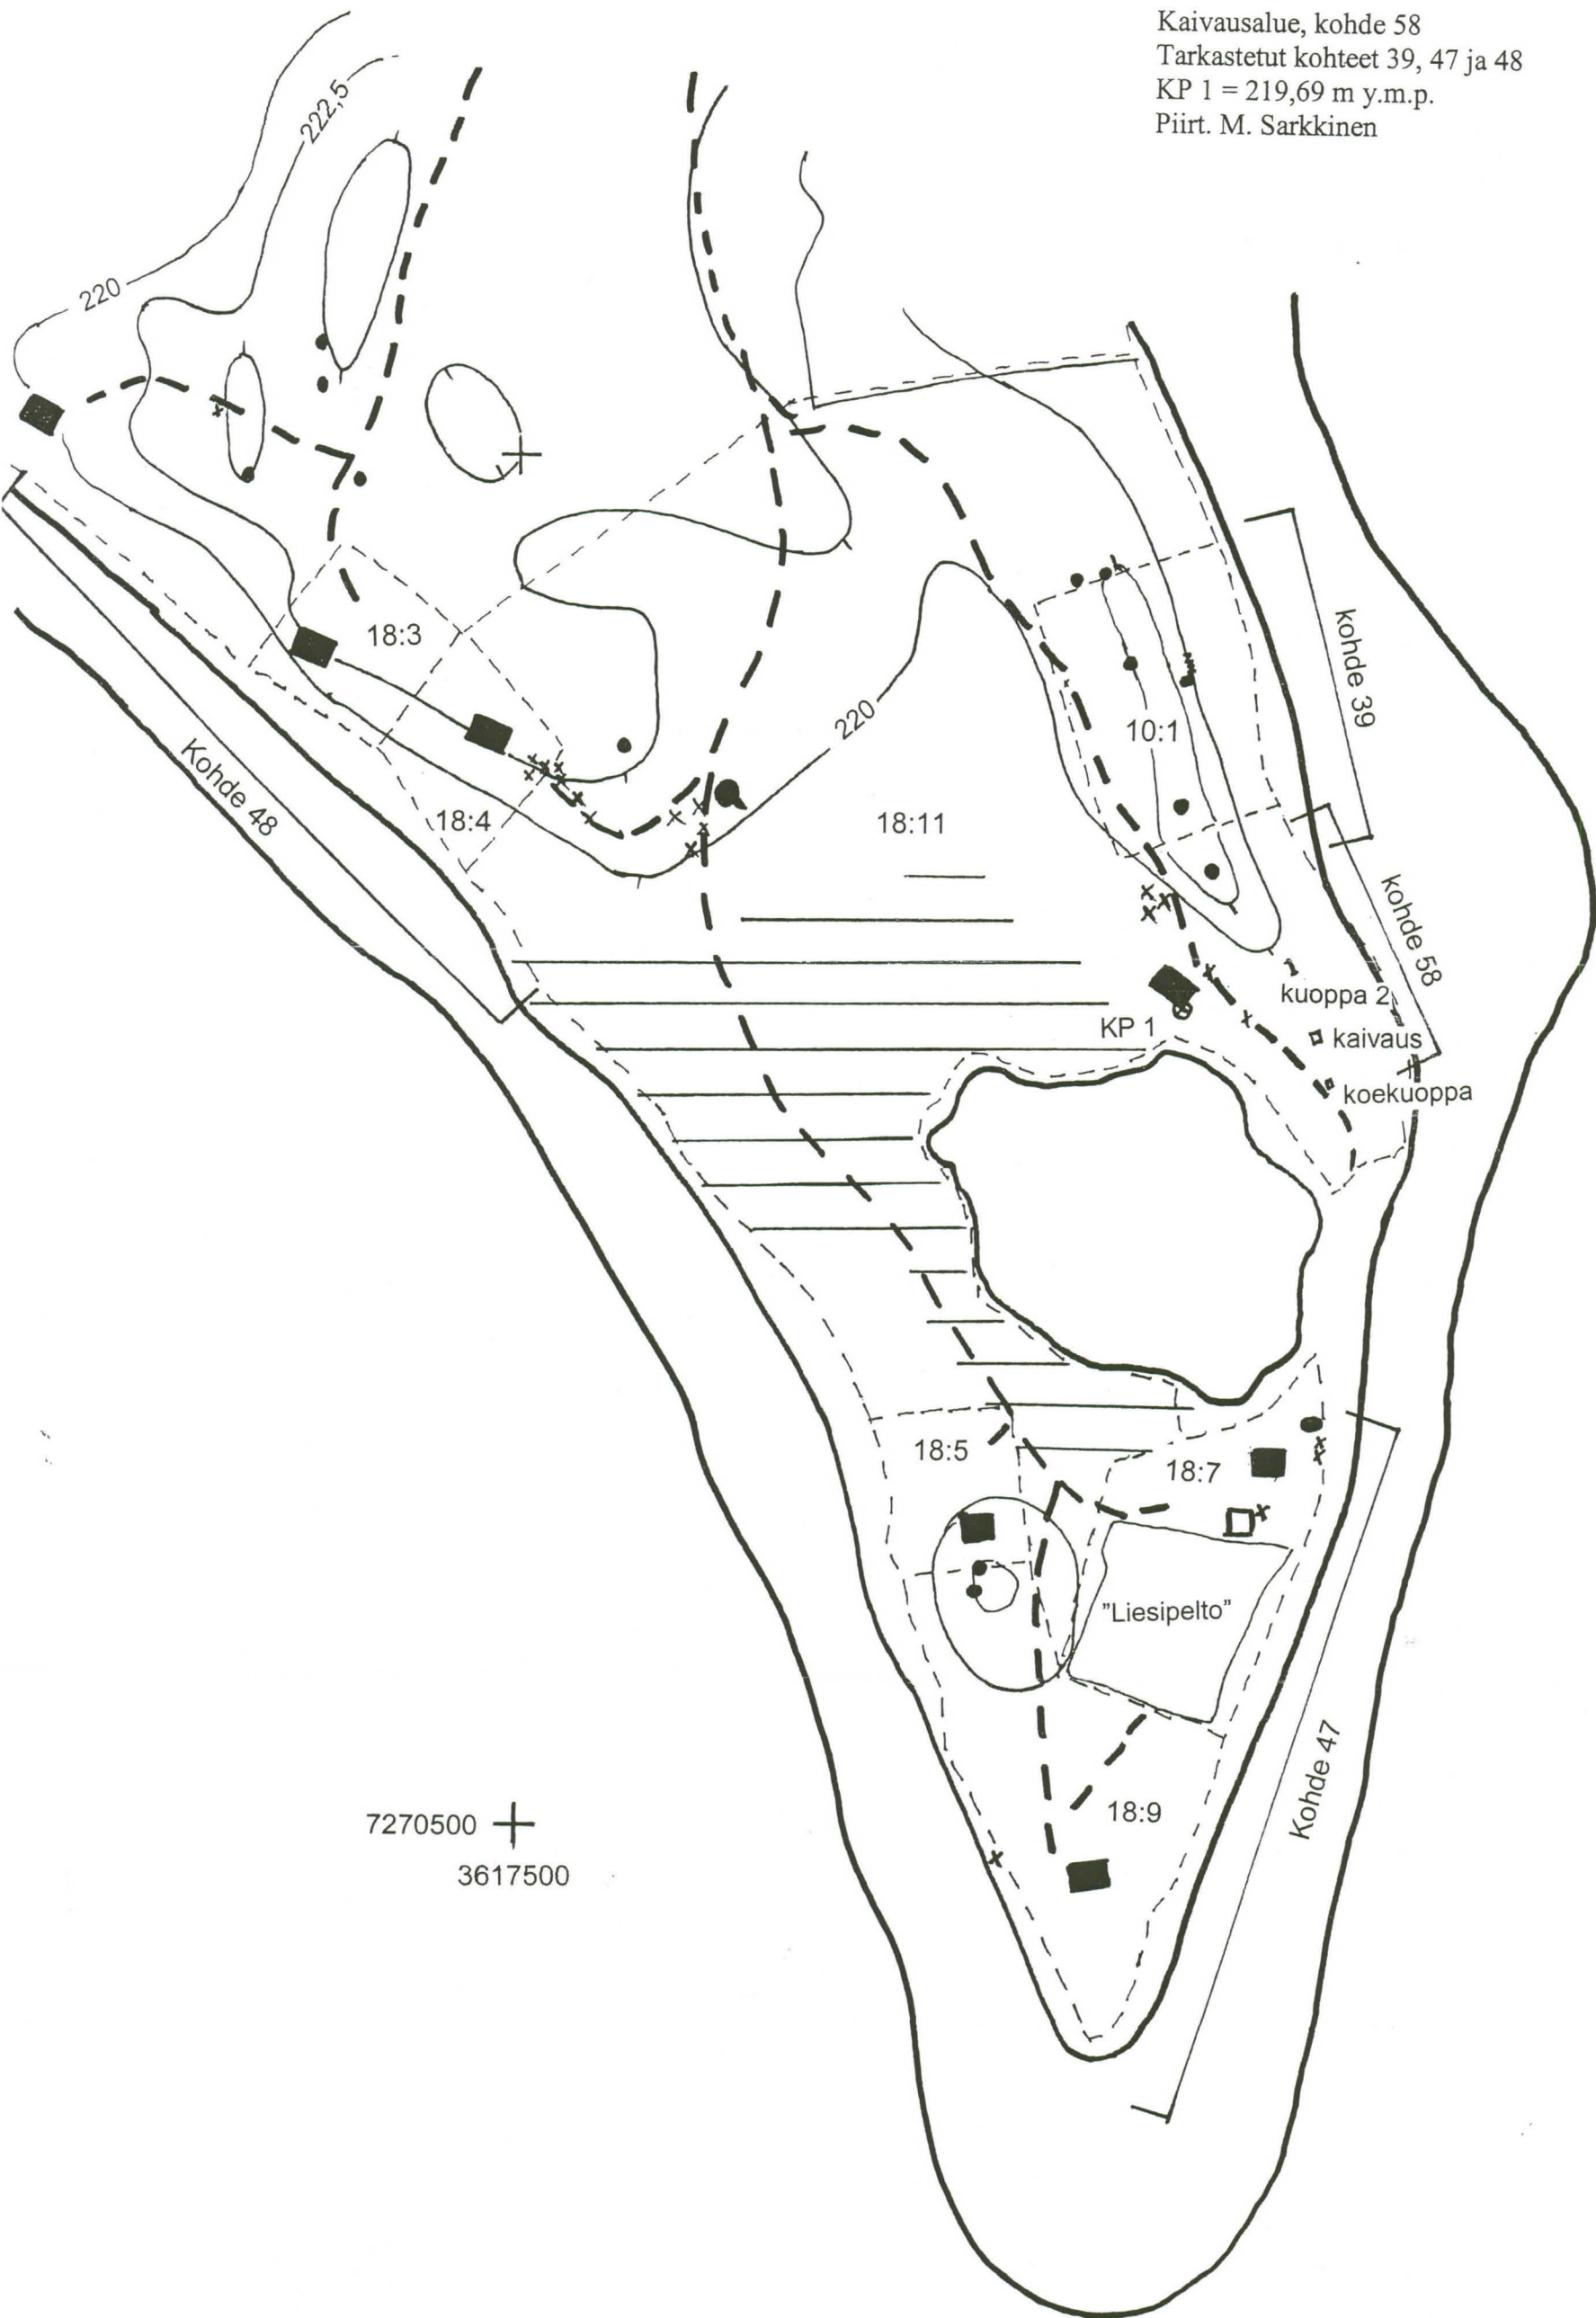 Kaivausalue, kohde 58
Tarkastetut kohteet 39, 47 ja 48
KP 1 = 219,69 m y.m.p.
Piirt. M. Sarkkinen
222,5
220
18:3
kohde 39
220
10:1
Kohde 48
18:4
18:11
kohde 58
kuoppa 2
KP 1
kaivaus
koekuoppa
18:5
18:7
"Liesipelto"
Kohde 47
18:9
7270500
3617500